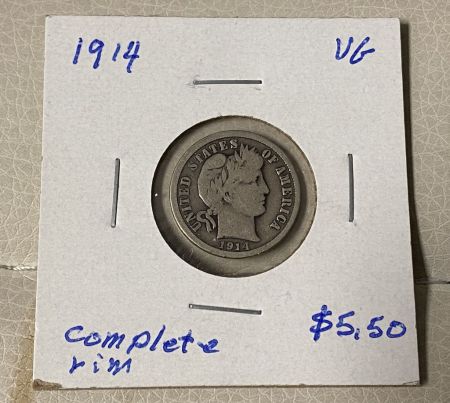 1914 VG
UNITED STATES OF AMERICA
1914
complete $5.50
rim